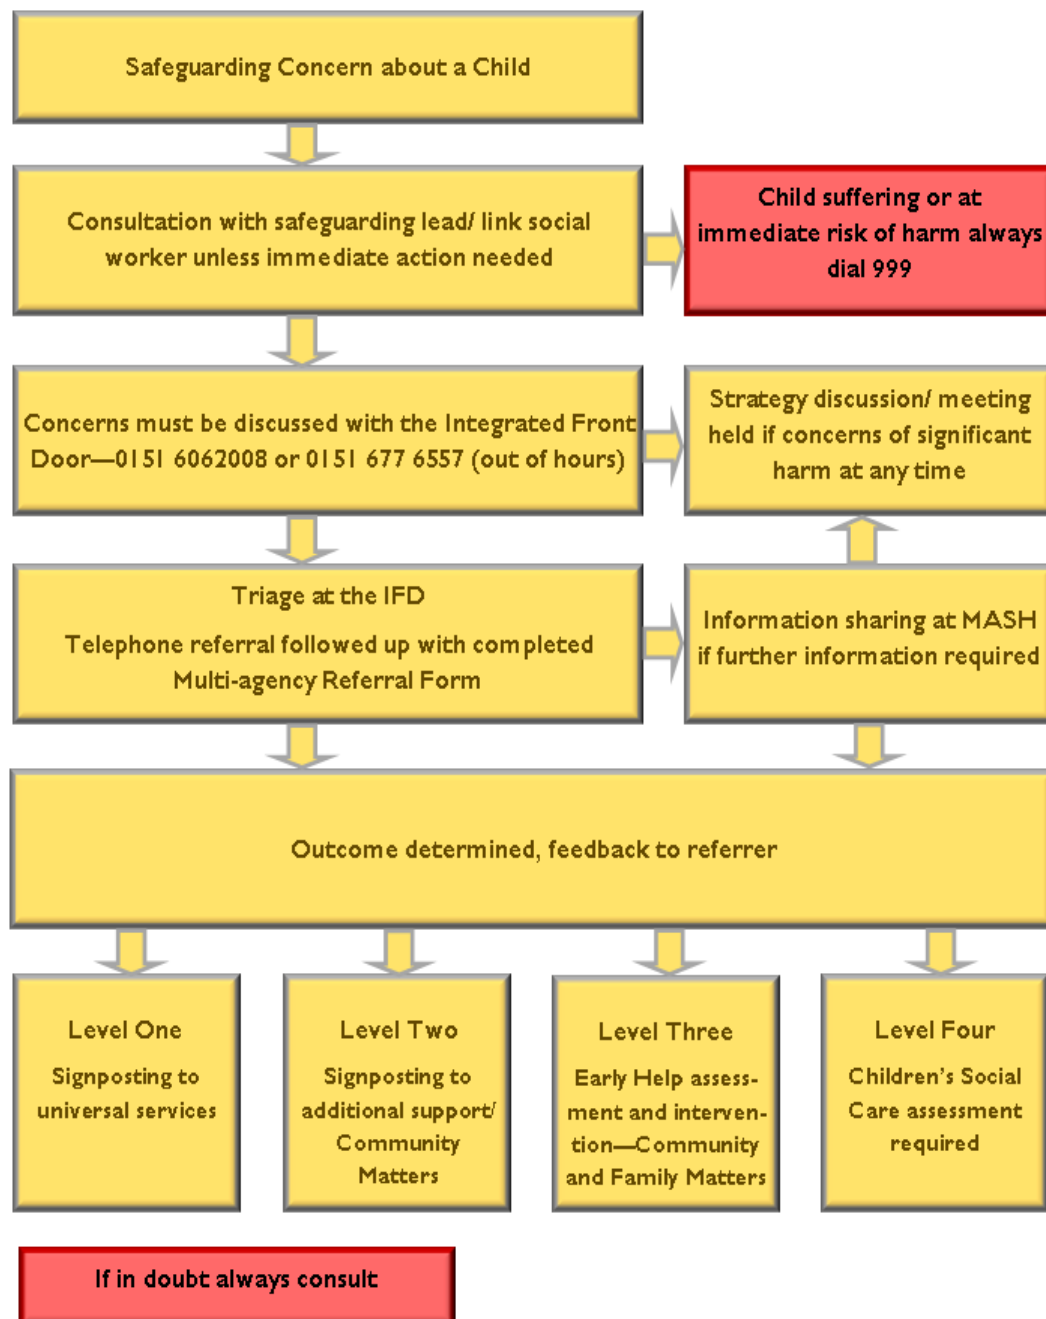 Safeguarding Concern about a Child
Consultation with safeguarding lead/ link social
worker unless immediate action needed
Child suffering or at
immediate risk of harm always
dial 999
Concerns must be discussed with the Integrated Front
Door—0151 6062008 or 0151 677 6557 (out of hours)
Strategy discussion/ meeting
held if concerns of significant
harm at any time
Triage at the IFD
Telephone referral followed up with completed
Multi-agency Referral Form
Information sharing at MASH
if further information required
Outcome determined, feedback to referrer
Level One
Signposting to
universal services
Level Two
Signposting to
additional support/
Community
Matters
Level Three
Early Help assess-
ment and interven-
tion—Community
and Family Matters
Level Four
Children's Social
Care assessment
required
If in doubt always consult